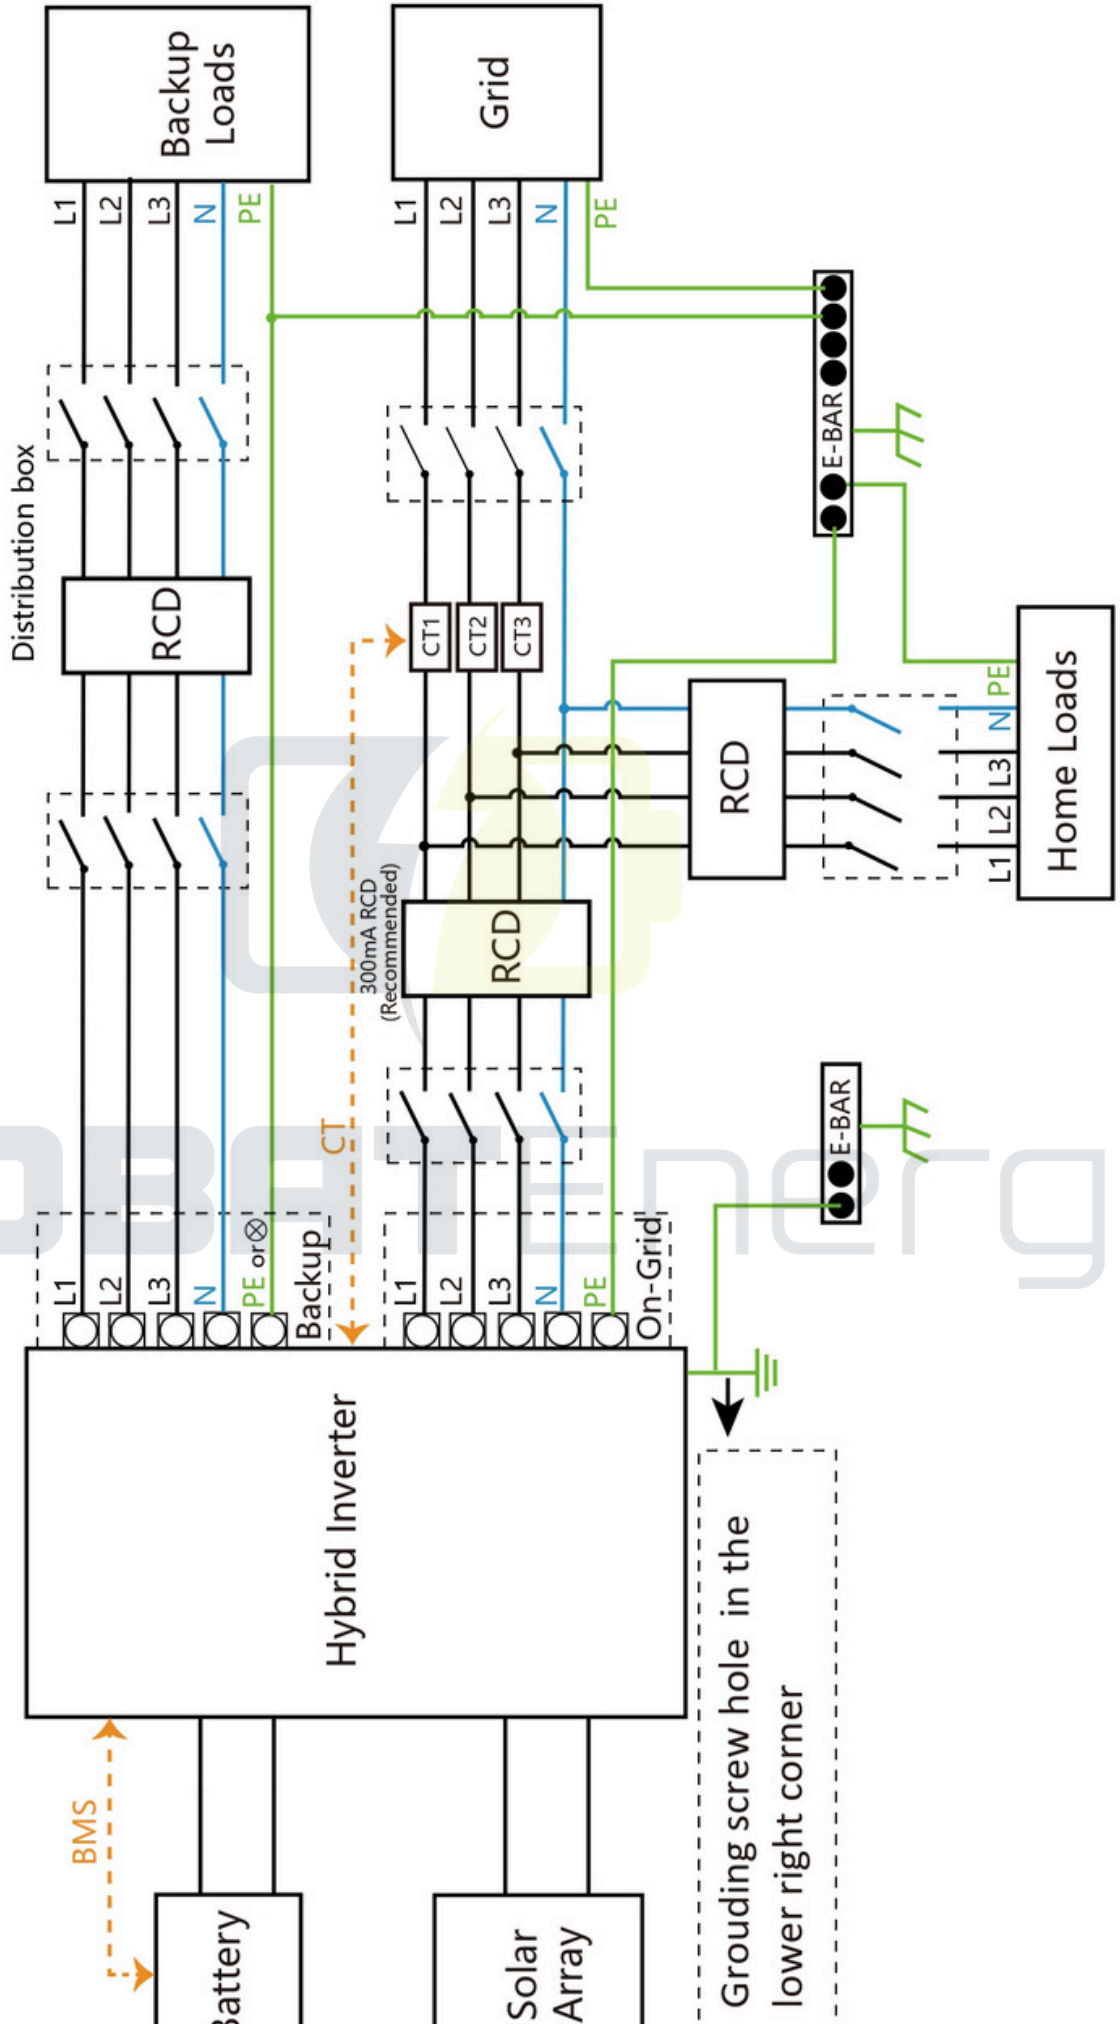 Backup
Loads
Grid
L1
L2
L3
N
PE
L1
L2
L3
N
PE
Distribution box
RCD
CT1
CT2
CT3
E-BAR
RCD
PE
N
L3
L2
L1
Home Loads
300mA RCD
(Recommended)
RCD
CT
E-BAR
L1
L2
L3
N
PE or
Backup
L1
L2
L3
N
PE
On-Grid
OBATEnerg
Hybrid Inverter
Grouding screw hole in the
lower right corner
BMS
Battery
Solar
Array